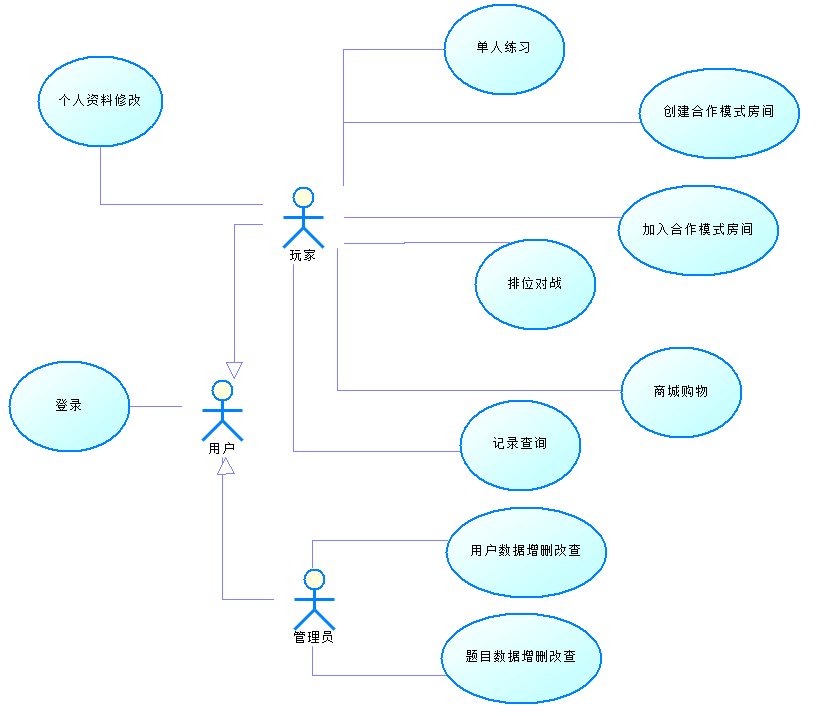 单人练习
个人资料修改
创建合作模式房间
加入合作模式房间
玩家
排位对战
商城购物
登录
用户
记录查询
用户数据增删改查
管理员
题目数据增删改查